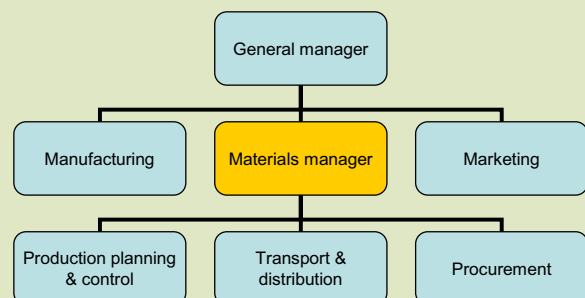 General manager
Manufacturing
Materials manager
Marketing
Production planning
& control
Transport &
distribution
Procurement